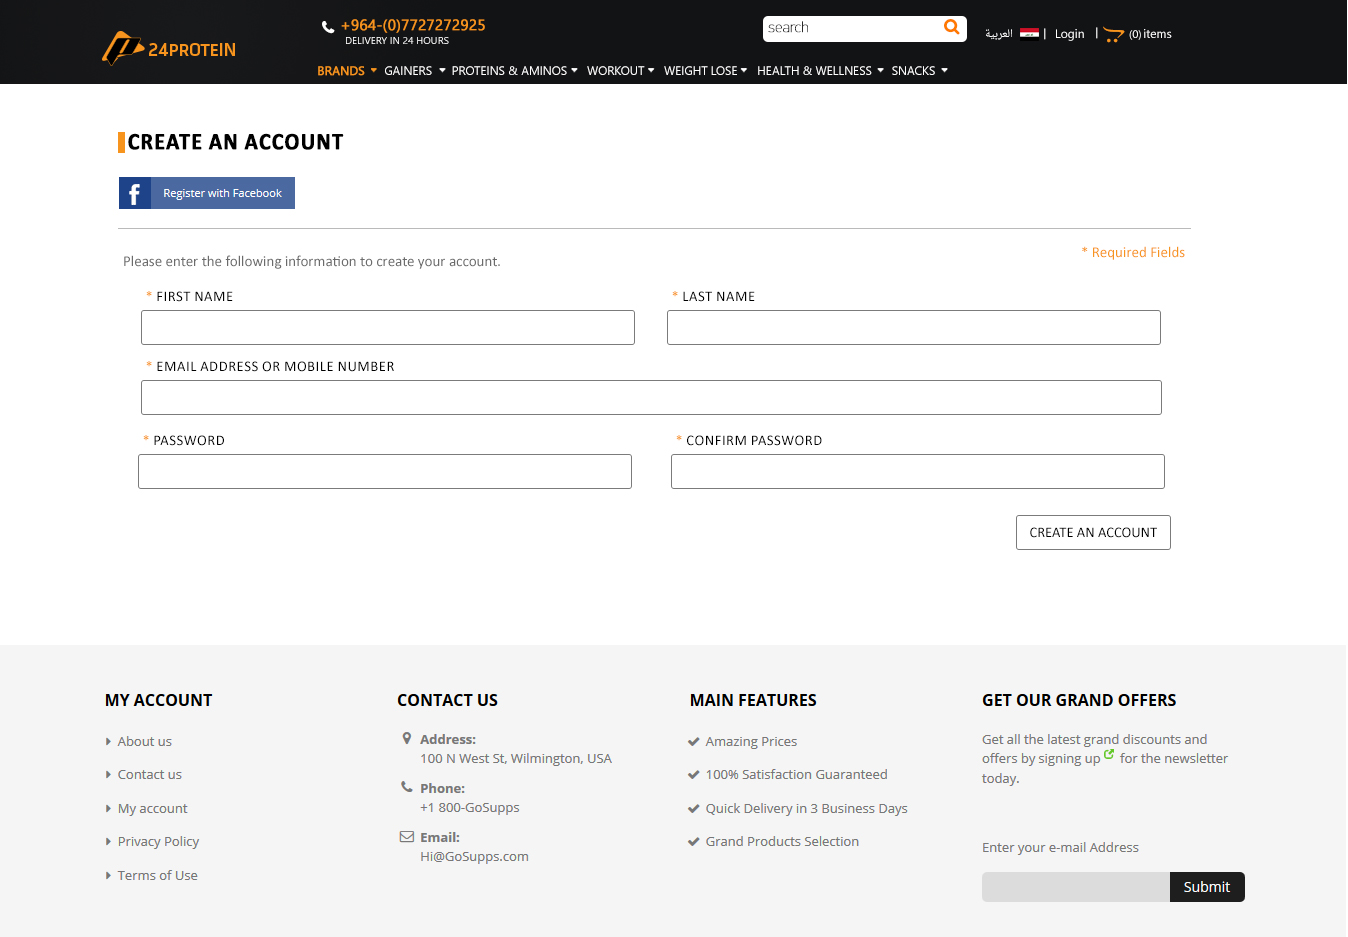 24PROTEIN
+964-(0)7727272925
DELIVERY IN 24 HOURS
search
العربية | Login | (0) items
BRANDS GAINERS PROTEINS & AMINOS WORKOUT WEIGHT LOSE HEALTH & WELLNESS SNACKS
CREATE AN ACCOUNT
f Register with Facebook
* Required Fields
Please enter the following information to create your account.
* FIRST NAME
* LAST NAME
* EMAIL ADDRESS OR MOBILE NUMBER
* PASSWORD
* CONFIRM PASSWORD
CREATE AN ACCOUNT
MY ACCOUNT
About us
Contact us
My account
Privacy Policy
Terms of Use
CONTACT US
Address:
100 N West St, Wilmington, USA
Phone:
+1 800-GoSupps
Email:
Hi@GoSupps.com
MAIN FEATURES
Amazing Prices
100% Satisfaction Guaranteed
Quick Delivery in 3 Business Days
Grand Products Selection
GET OUR GRAND OFFERS
Get all the latest grand discounts and
offers by signing up for the newsletter
today.
Enter your e-mail Address
Submit